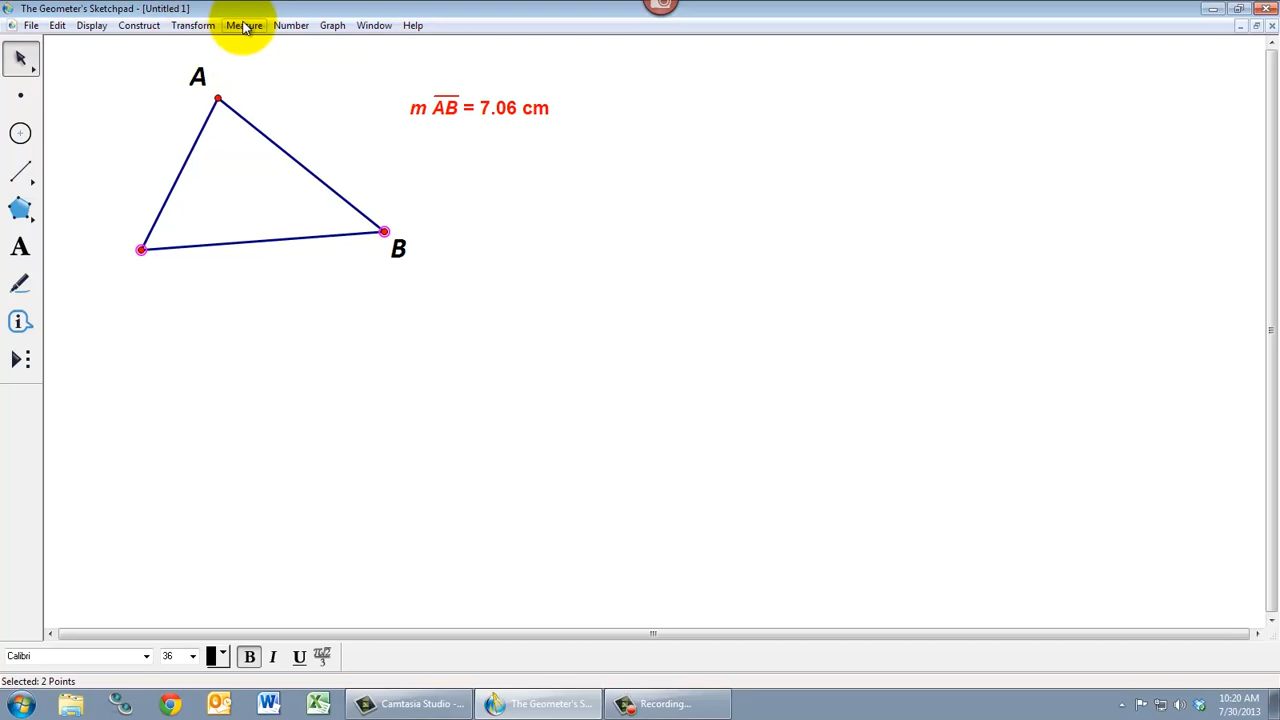 The Geometer's Sketchpad - [Untitled 1]
File Edit Display Construct Transform Measure Number Graph Window Help
A
m AB = 7.06 cm
B
A
Calibri 36 B I U
Selected: 2 Points
Camtasia Studio -... The Geometer's S... Recording...
10:20 AM
7/30/2013